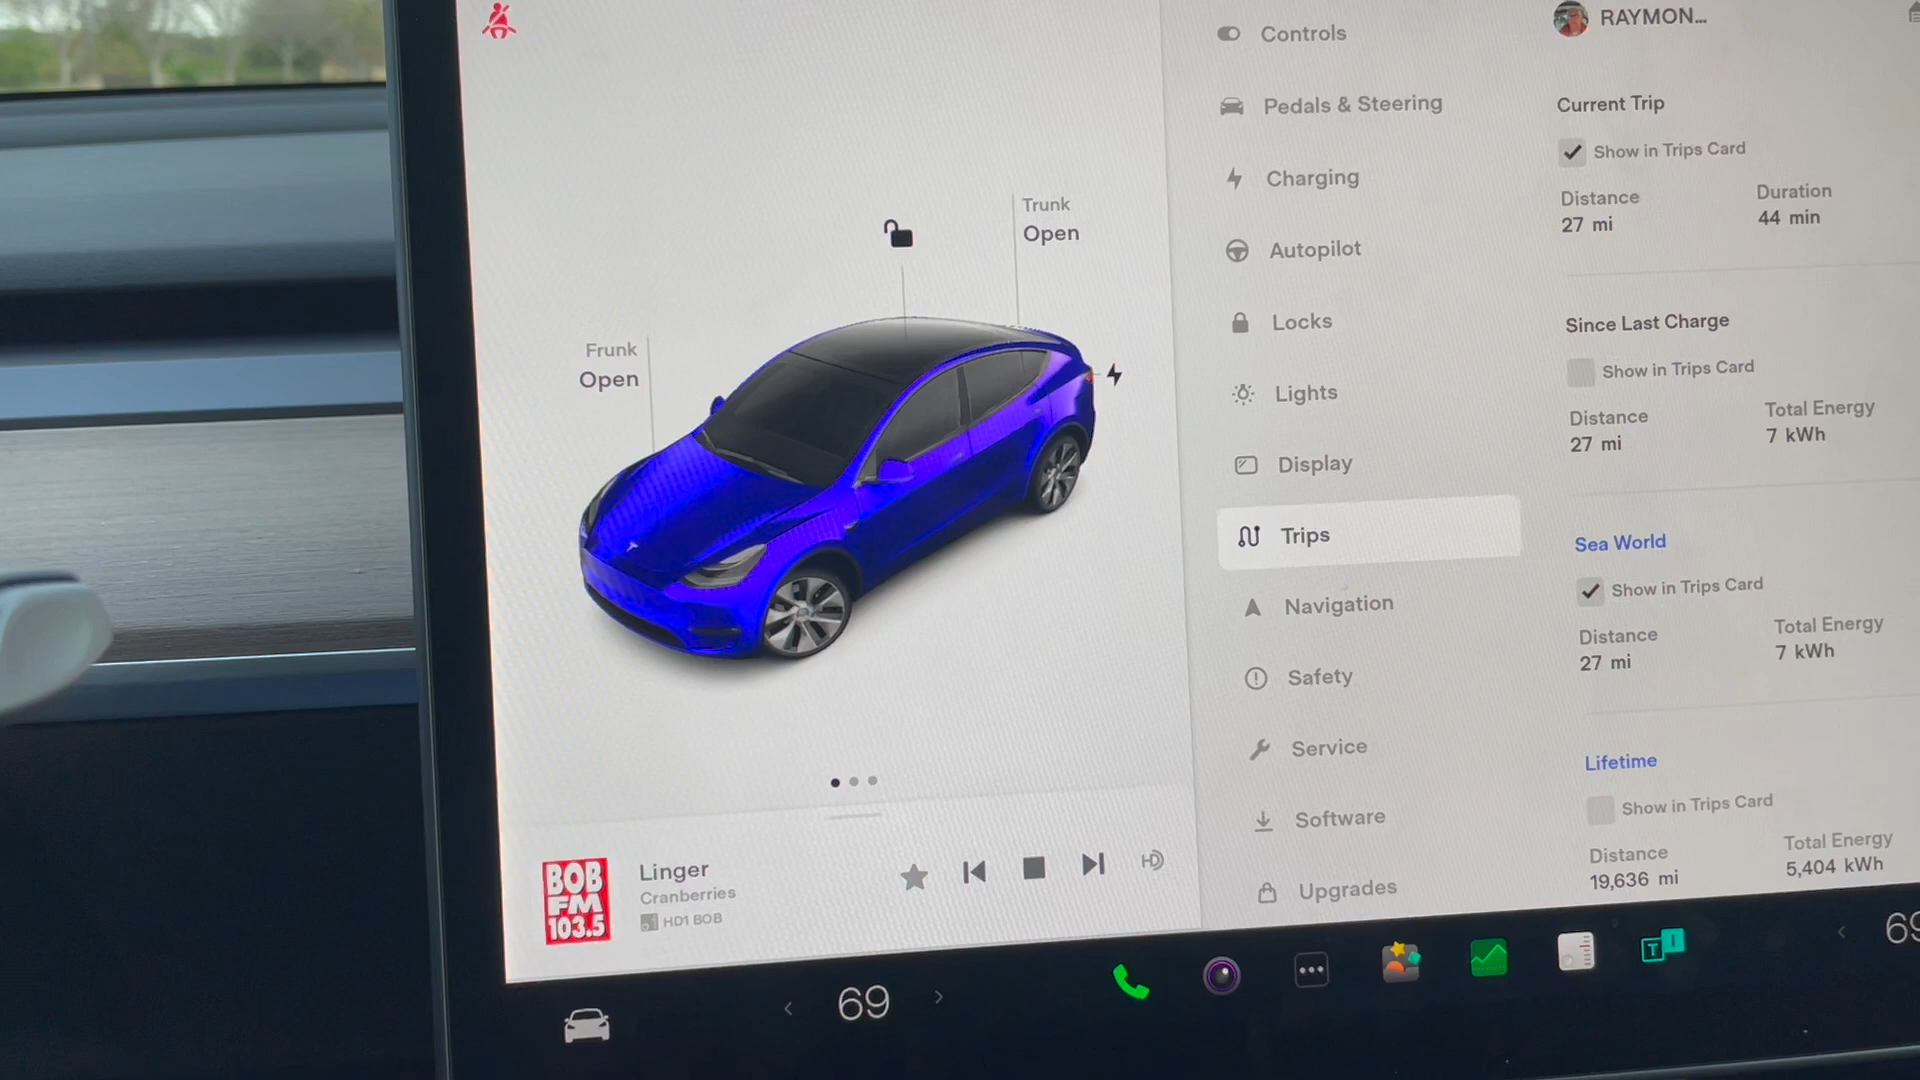 Trunk
Open
Frunk
Open
BOB
FM
103.5
Linger
Cranberries
HD1 BOB
HD
Controls
Pedals & Steering
Charging
Autopilot
Locks
Lights
Display
Trips
Navigation
Safety
Service
Software
Upgrades
RAYMON...
Current Trip
Show in Trips Card
Distance Duration
27 mi 44 min
Since Last Charge
Show in Trips Card
Distance Total Energy
27 mi 7 kWh
Sea World
Show in Trips Card
Distance Total Energy
27 mi 7 kWh
Lifetime
Show in Trips Card
Distance Total Energy
19,636 mi 5,404 kWh
< 69 >
T I
< 69